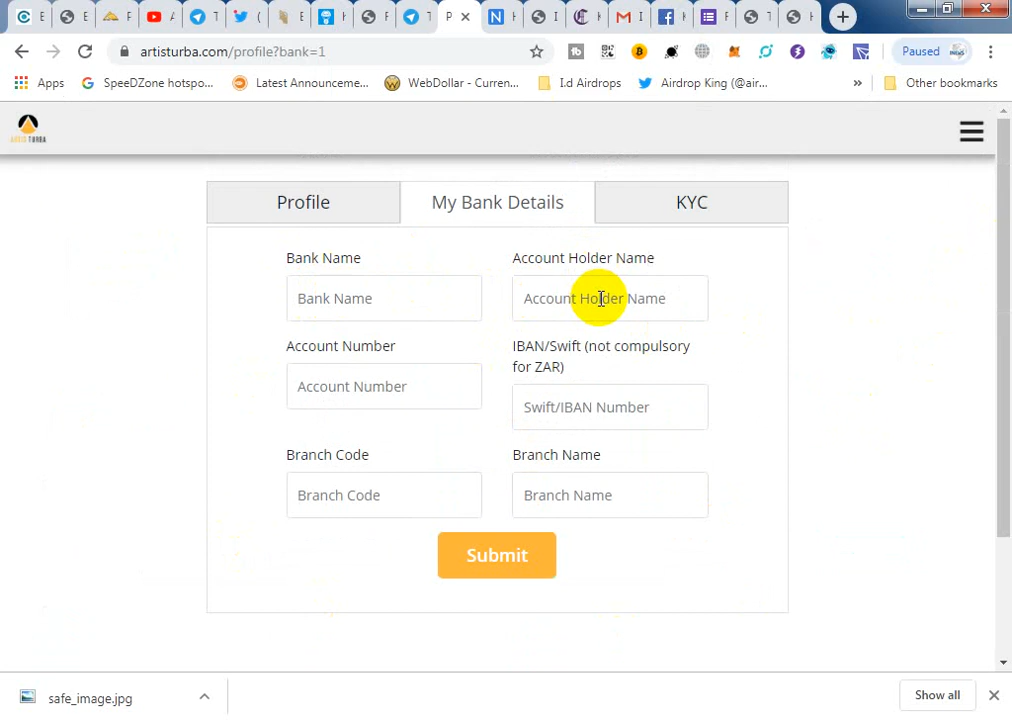 artisturba.com/profile?bank=1
Paused
Apps
SpeeDZone hotspo...
Latest Announceme...
WebDollar - Curren...
I.d Airdrops
Airdrop King (@air...
»
Other bookmarks
Profile
My Bank Details
KYC
Bank Name
Account Holder Name
Bank Name
Account Holder Name
Account Number
IBAN/Swift (not compulsory
for ZAR)
Account Number
Swift/IBAN Number
Branch Code
Branch Name
Branch Code
Branch Name
Submit
safe_image.jpg
Show all